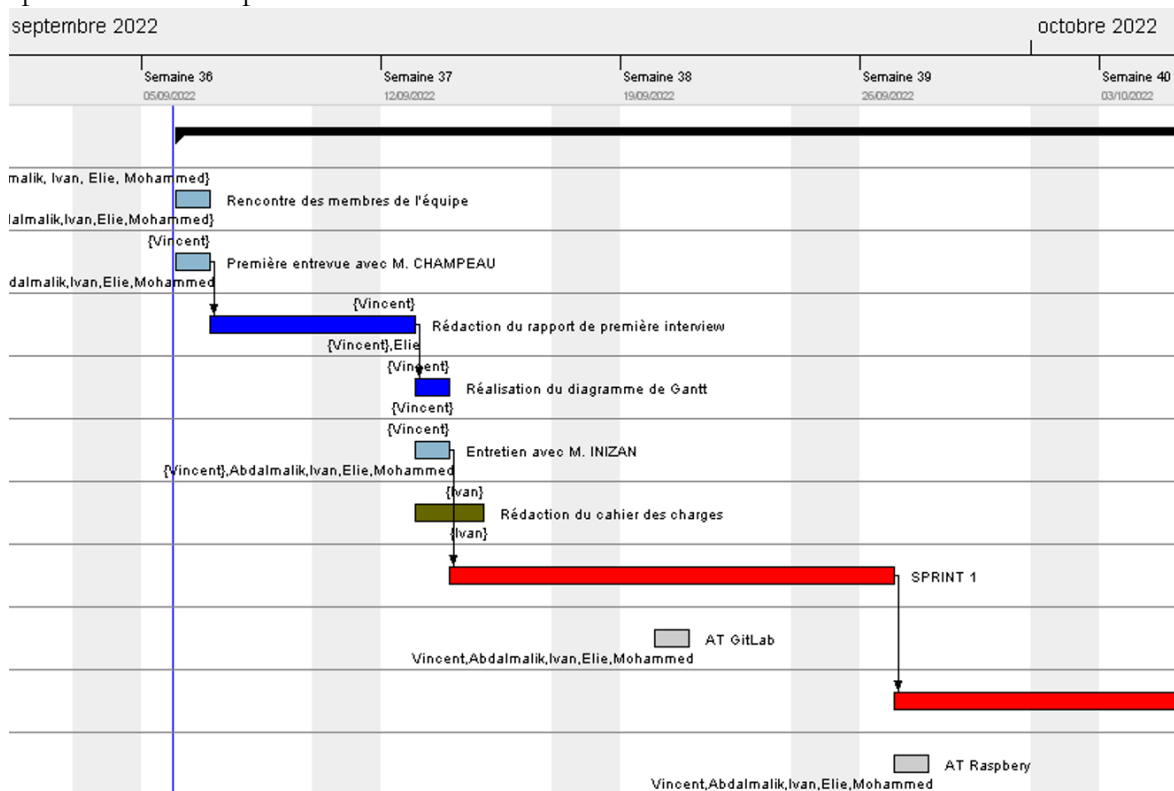 septembre 2022
octobre 2022
Semaine 36
Semaine 37
Semaine 38
Semaine 39
Semaine 40
05/09/2022
12/09/2022
19/09/2022
26/09/2022
03/10/2022
malik, Ivan, Elie, Mohammed}
Rencontre des membres de l'équipe
dalmalik,Ivan,Elie,Mohammed}
{Vincent}
Première entrevue avec M. CHAMPEAU
dalmalik,Ivan,Elie,Mohammed
{Vincent}
Rédaction du rapport de première interview
{Vincent},Elie
{Vincent}
Réalisation du diagramme de Gantt
{Vincent}
{Vincent}
Entretien avec M. INIZAN
{Vincent},Abdalmalik,Ivan,Elie,Mohammed
{Ivan}
Rédaction du cahier des charges
{Ivan}
SPRINT 1
AT GitLab
Vincent,Abdalmalik,Ivan,Elie,Mohammed
AT Raspbery
Vincent,Abdalmalik,Ivan,Elie,Mohammed